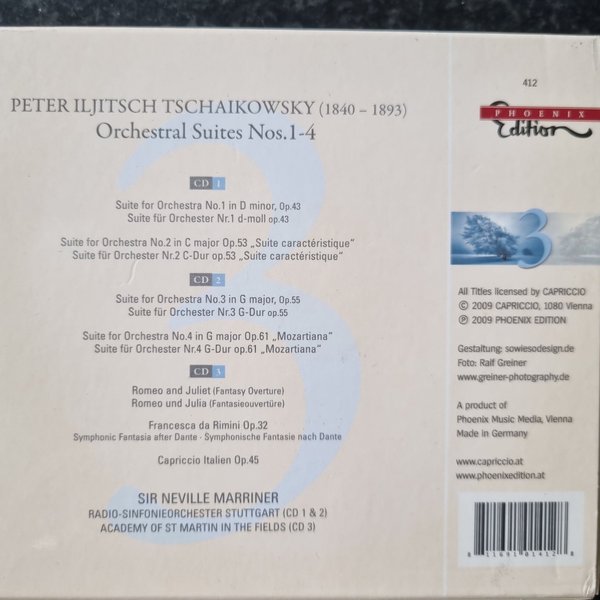 PETER ILJITSCH TSCHAIKOWSKY (1840 – 1893)
Orchestral Suites Nos.1-4
CD 1
Suite for Orchestra No.1 in D minor, Op.43
Suite für Orchester Nr.1 d-moll op.43
Suite for Orchestra No.2 in C major Op.53 „Suite caractéristique“
Suite für Orchester Nr.2 C-Dur op.53 „Suite caractéristique“
CD 2
Suite for Orchestra No.3 in G major, Op.55
Suite für Orchester Nr.3 G-Dur op.55
Suite for Orchestra No.4 in G major Op.61 „Mozartiana“
Suite für Orchester Nr.4 G-Dur op.61 „Mozartiana“
CD 3
Romeo and Juliet (Fantasy Overture)
Romeo und Julia (Fantasieouvertüre)
Francesca da Rimini Op.32
Symphonic Fantasia after Dante · Symphonische Fantasie nach Dante
Capriccio Italien Op.45
SIR NEVILLE MARRINER
RADIO-SINFONIEORCHESTER STUTTGART (CD 1 & 2)
ACADEMY OF ST MARTIN IN THE FIELDS (CD 3)
3
412
PHOENIX
Edition
3
All Titles licensed by CAPRICCIO
© 2009 CAPRICCIO, 1080 Vienna
℗ 2009 PHOENIX EDITION
Gestaltung: sowiesodesign.de
Foto: Ralf Greiner
www.greiner-photography.de
A product of
Phoenix Music Media, Vienna
Made in Germany
www.capriccio.at
www.phoenixedition.at
8 11691 01412 8